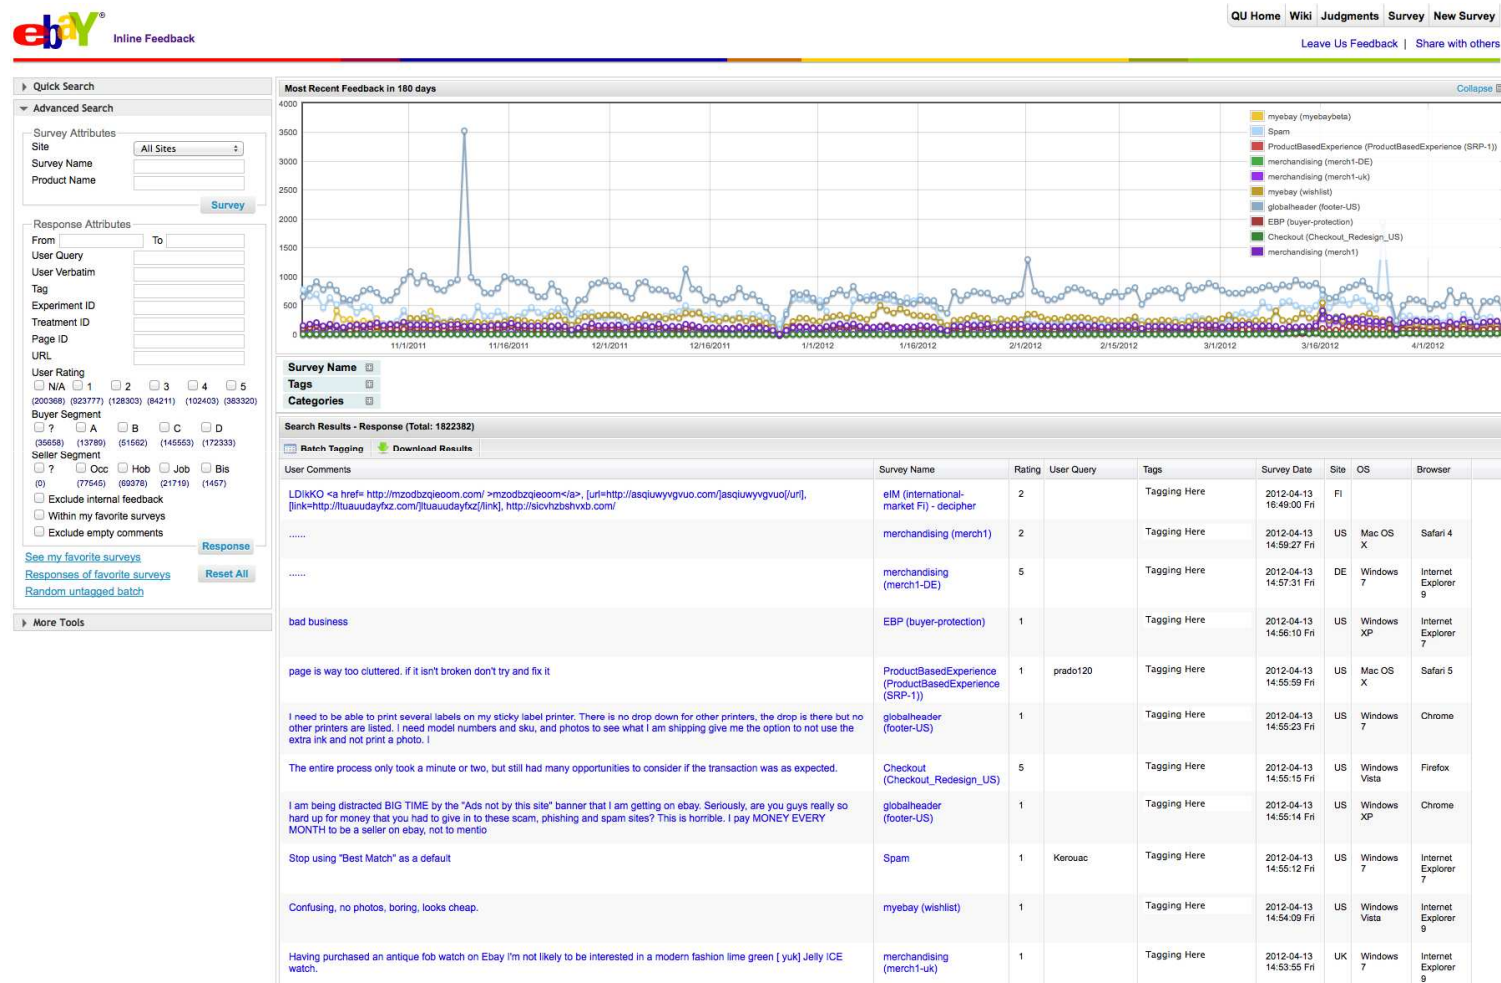 QU Home Wiki Judgments Survey New Survey
ebaY® Inline Feedback
Leave Us Feedback | Share with others
Quick Search
Advanced Search
Survey Attributes
Site All Sites
Survey Name
Product Name
Survey
Response Attributes
From To
User Query
User Verbatim
Tag
Experiment ID
Treatment ID
Page ID
URL
User Rating
N/A 1 2 3 4 5
(200368) (923777) (128303) (84211) (102403) (383320)
Buyer Segment
? A B C D
(35658) (13789) (51562) (145553) (172333)
Seller Segment
? Occ Hob Job Bis
(0) (77545) (69378) (21719) (1457)
Exclude internal feedback
Within my favorite surveys
Exclude empty comments
Response
See my favorite surveys
Responses of favorite surveys Reset All
Random untagged batch
More Tools
Most Recent Feedback in 180 days Collapse
4000
3500
3000
2500
2000
1500
1000
500
0
11/1/2011 11/16/2011 12/1/2011 12/16/2011 1/1/2012 1/16/2012 2/1/2012 2/15/2012 3/1/2012 3/16/2012 4/1/2012
myebay (myebaybeta)
Spam
ProductBasedExperience (ProductBasedExperience (SRP-1))
merchandising (merch1-DE)
merchandising (merch1-uk)
myebay (wishlist)
globalheader (footer-US)
EBP (buyer-protection)
Checkout (Checkout_Redesign_US)
merchandising (merch1)
Survey Name
Tags
Categories
Search Results - Response (Total: 1822382)
Batch Tagging Download Results
User Comments Survey Name Rating User Query Tags Survey Date Site OS Browser
LDIkKO <a href= http://mzodbzqieoom.com/ >mzodbzqieoom</a>, [url=http://asqiuwyvgvuo.com/]asqiuwyvgvuo[/url], eIM (international- 2 Tagging Here 2012-04-13 FI
[link=http://ltuauudayfxz.com/]ltuauudayfxz[/link], http://sicvhzbshvxb.com/ market Fi) - decipher 16:49:00 Fri
...... merchandising (merch1) 2 Tagging Here 2012-04-13 US Mac OS Safari 4
14:59:27 Fri X
...... merchandising 5 Tagging Here 2012-04-13 DE Windows Internet
(merch1-DE) 14:57:31 Fri 7 Explorer
9
bad business EBP (buyer-protection) 1 Tagging Here 2012-04-13 US Windows Internet
14:56:10 Fri XP Explorer
7
page is way too cluttered. if it isn't broken don't try and fix it ProductBasedExperience 1 prado120 Tagging Here 2012-04-13 US Mac OS Safari 5
(ProductBasedExperience 14:55:59 Fri X
(SRP-1))
I need to be able to print several labels on my sticky label printer. There is no drop down for other printers, the drop is there but no globalheader 1 Tagging Here 2012-04-13 US Windows Chrome
other printers are listed. I need model numbers and sku, and photos to see what I am shipping give me the option to not use the (footer-US) 14:55:23 Fri 7
extra ink and not print a photo. I
The entire process only took a minute or two, but still had many opportunities to consider if the transaction was as expected. Checkout 5 Tagging Here 2012-04-13 US Windows Firefox
(Checkout_Redesign_US) 14:55:15 Fri Vista
I am being distracted BIG TIME by the "Ads not by this site" banner that I am getting on ebay. Seriously, are you guys really so globalheader 1 Tagging Here 2012-04-13 US Windows Chrome
hard up for money that you had to give in to these scam, phishing and spam sites? This is horrible. I pay MONEY EVERY (footer-US) 14:55:14 Fri XP
MONTH to be a seller on ebay, not to mentio
Stop using "Best Match" as a default Spam 1 Kerouac Tagging Here 2012-04-13 US Windows Internet
14:55:12 Fri 7 Explorer
7
Confusing, no photos, boring, looks cheap. myebay (wishlist) 1 Tagging Here 2012-04-13 US Windows Internet
14:54:09 Fri Vista Explorer
9
Having purchased an antique fob watch on Ebay I'm not likely to be interested in a modern fashion lime green [ yuk] Jelly ICE merchandising 1 Tagging Here 2012-04-13 UK Windows Internet
watch. (merch1-uk) 14:53:55 Fri 7 Explorer
9